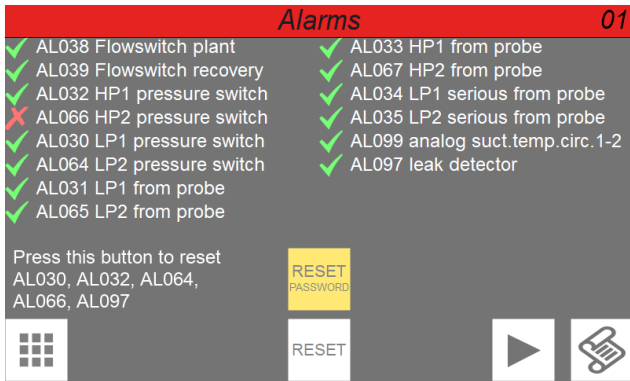 Alarms 01
AL038 Flowswitch plant
AL039 Flowswitch recovery
AL032 HP1 pressure switch
AL066 HP2 pressure switch
AL030 LP1 pressure switch
AL064 LP2 pressure switch
AL031 LP1 from probe
AL065 LP2 from probe
AL033 HP1 from probe
AL067 HP2 from probe
AL034 LP1 serious from probe
AL035 LP2 serious from probe
AL099 analog suct.temp.circ.1-2
AL097 leak detector
Press this button to reset
AL030, AL032, AL064,
AL066, AL097
RESET
PASSWORD
RESET